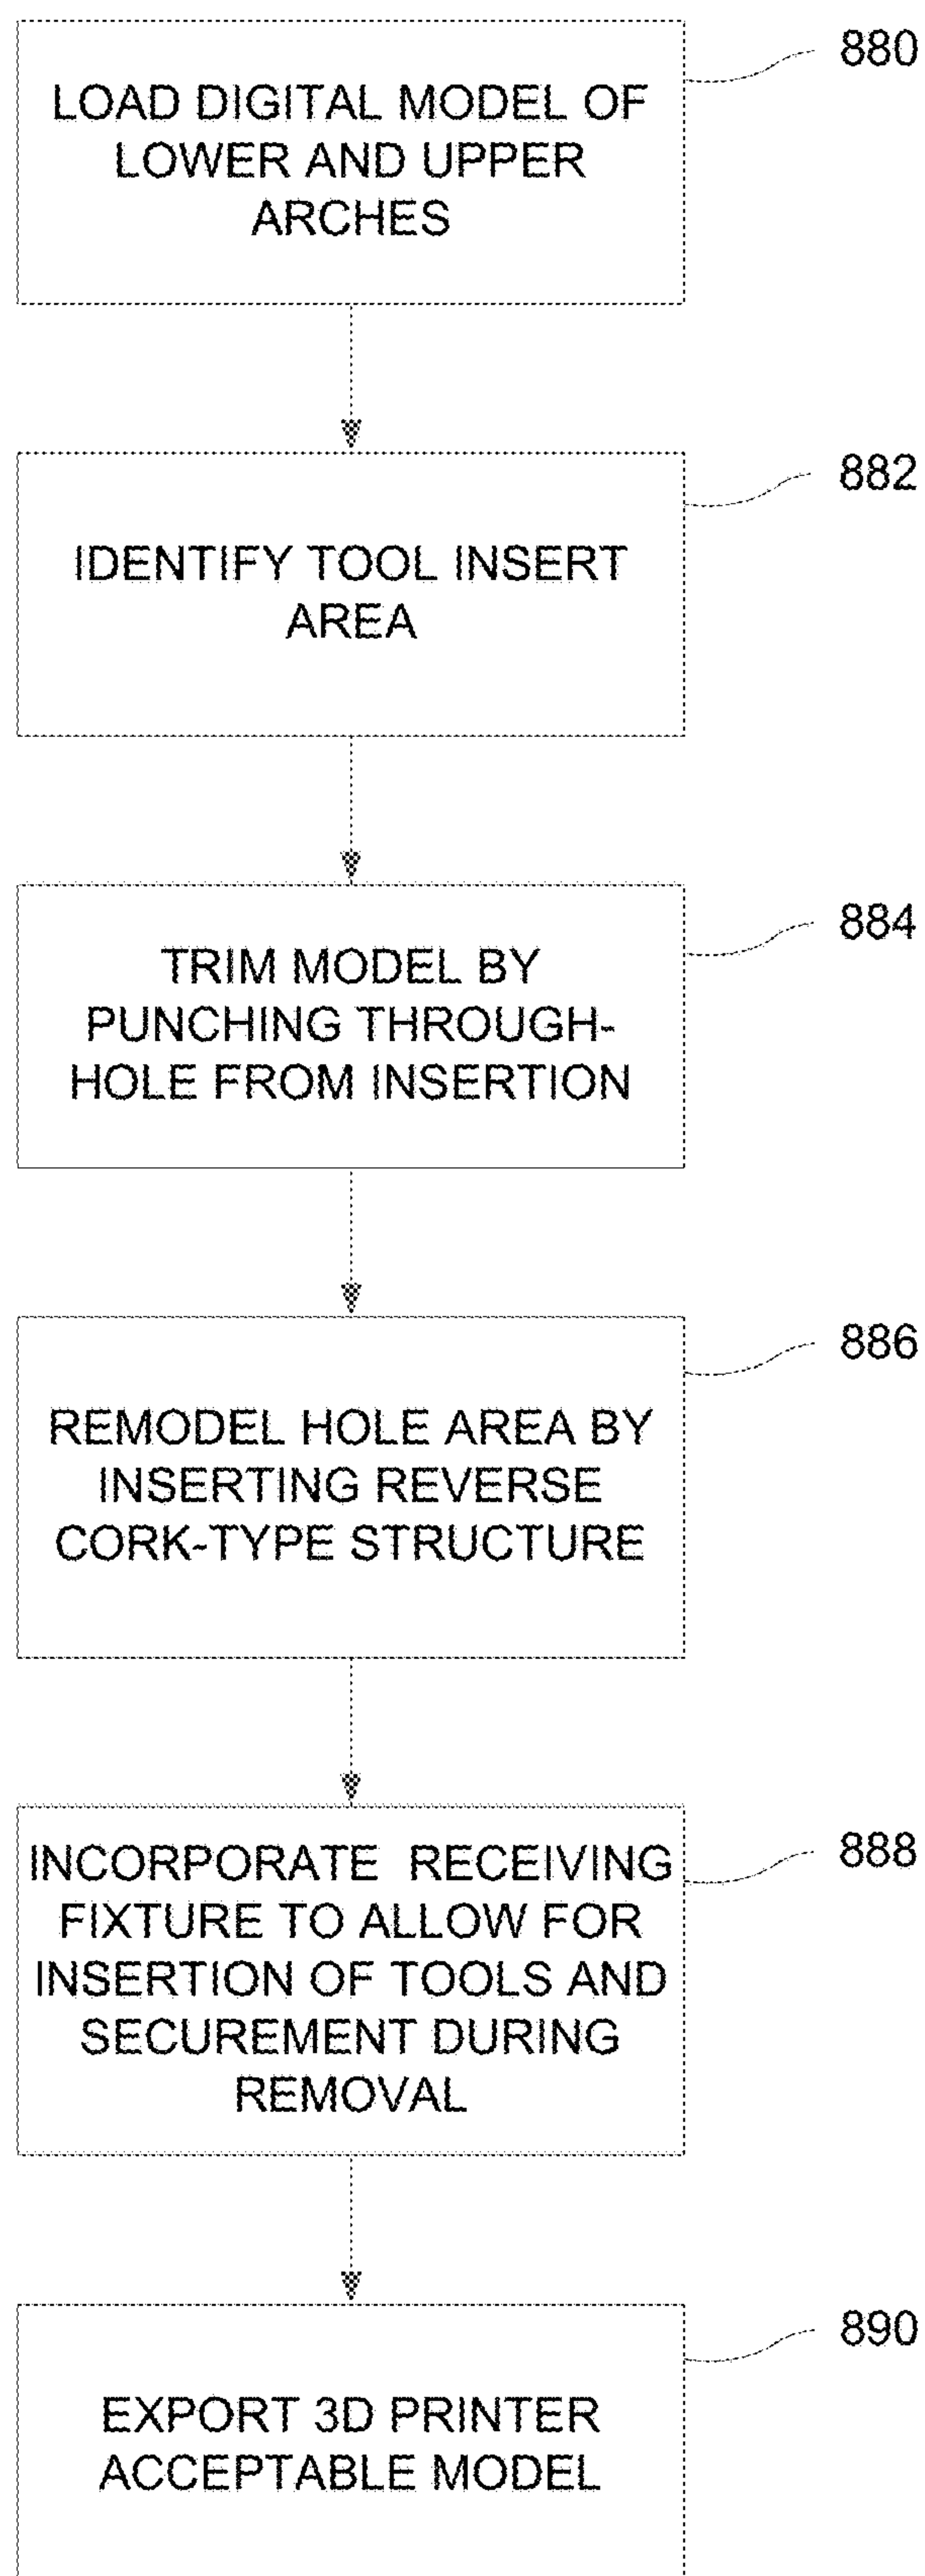 880
LOAD DIGITAL MODEL OF
LOWER AND UPPER
ARCHES
882
IDENTIFY TOOL INSERT
AREA
884
TRIM MODEL BY
PUNCHING THROUGH-
HOLE FROM INSERTION
886
REMODEL HOLE AREA BY
INSERTING REVERSE
CORK-TYPE STRUCTURE
888
INCORPORATE RECEIVING
FIXTURE TO ALLOW FOR
INSERTION OF TOOLS AND
SECUREMENT DURING
REMOVAL
890
EXPORT 3D PRINTER
ACCEPTABLE MODEL